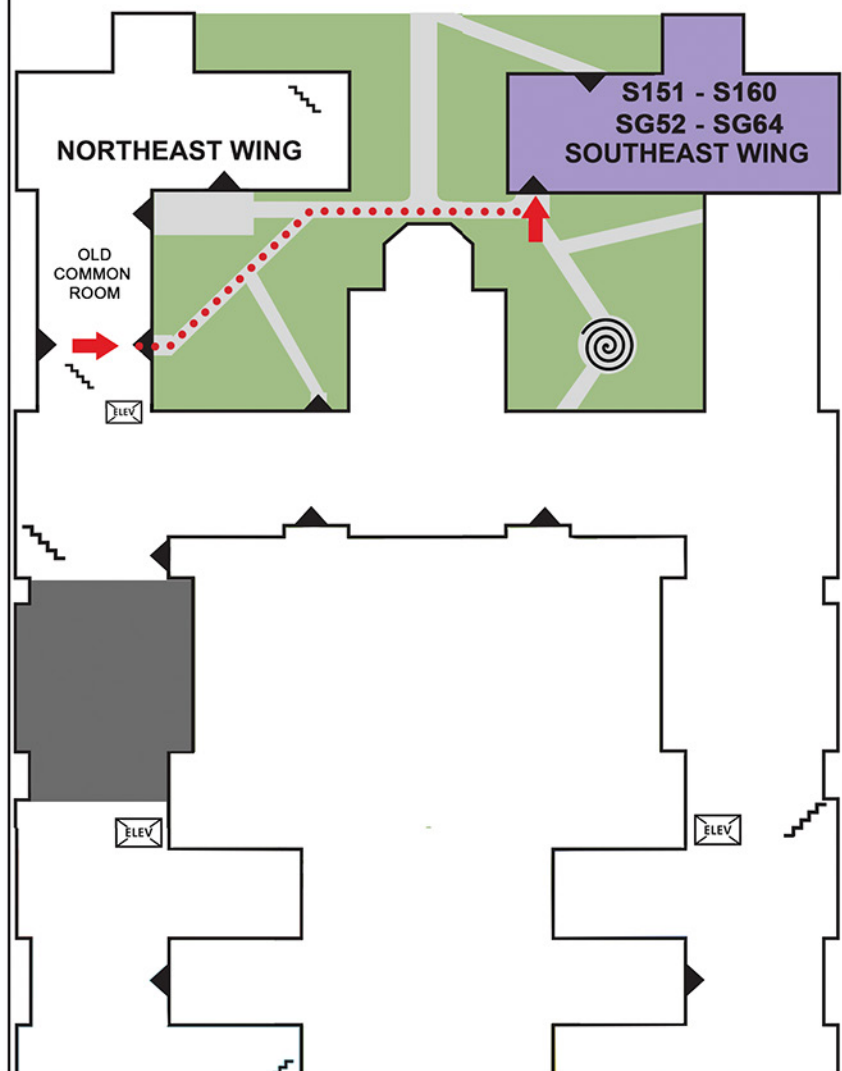 S151 - S160
SG52 - SG64
SOUTHEAST WING
NORTHEAST WING
OLD
COMMON
ROOM
ELEV
ELEV
ELEV